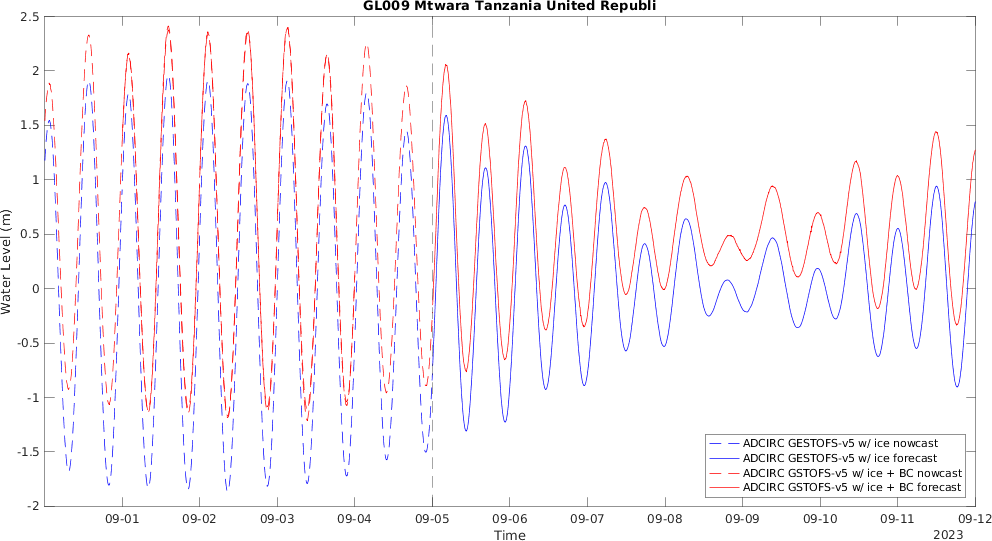 GL009 Mtwara Tanzania United Republi
2.5
2
1.5
1
0.5
0
-0.5
-1
-1.5
-2
Water Level (m)
09-01 09-02 09-03 09-04 09-05 09-06 09-07 09-08 09-09 09-10 09-11 09-12
Time
2023
ADCIRC GESTOFS-v5 w/ ice nowcast
ADCIRC GESTOFS-v5 w/ ice forecast
ADCIRC GSTOFS-v5 w/ ice + BC nowcast
ADCIRC GSTOFS-v5 w/ ice + BC forecast